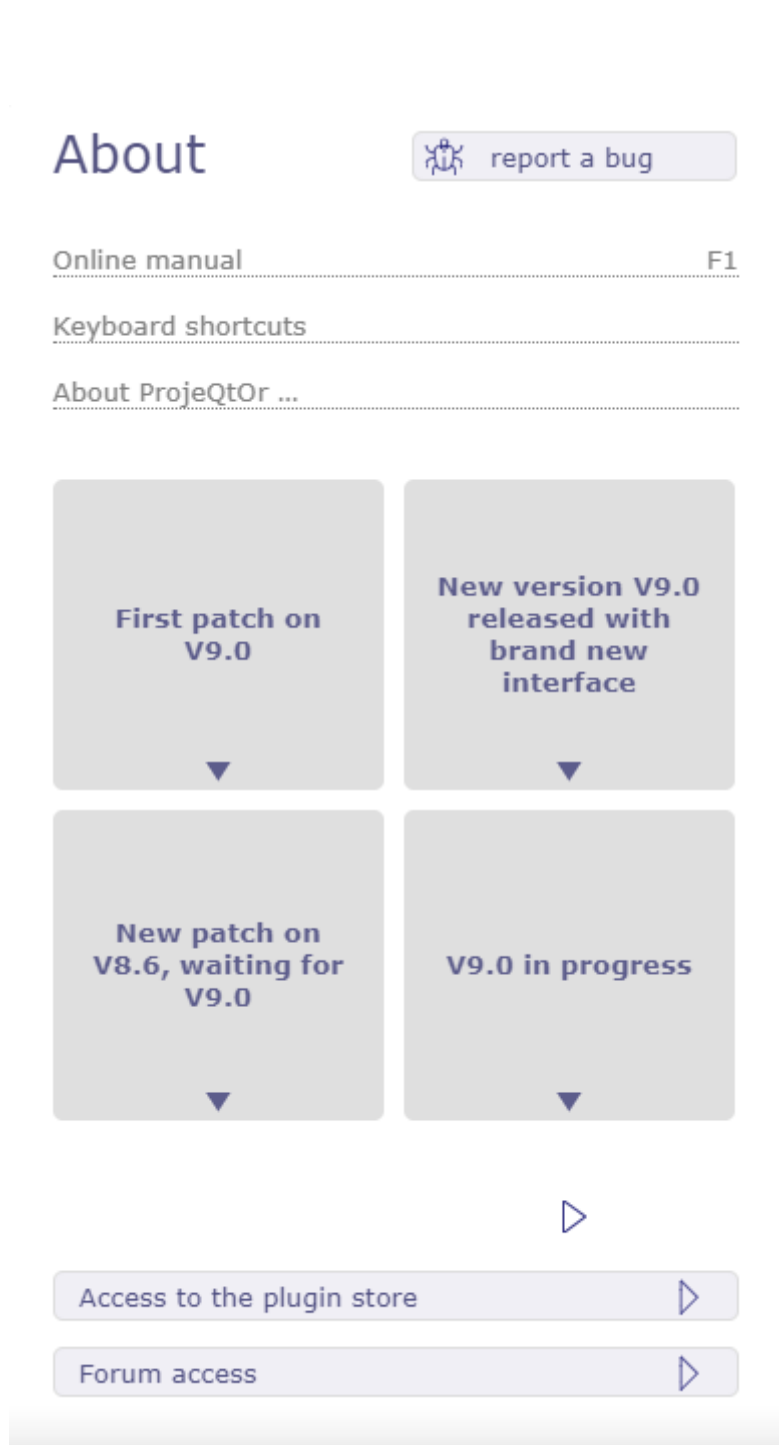 About
report a bug
Online manual F1
Keyboard shortcuts
About ProjeQtOr ...
First patch on
V9.0
New version V9.0
released with
brand new
interface
New patch on
V8.6, waiting for
V9.0
V9.0 in progress
Access to the plugin store
Forum access